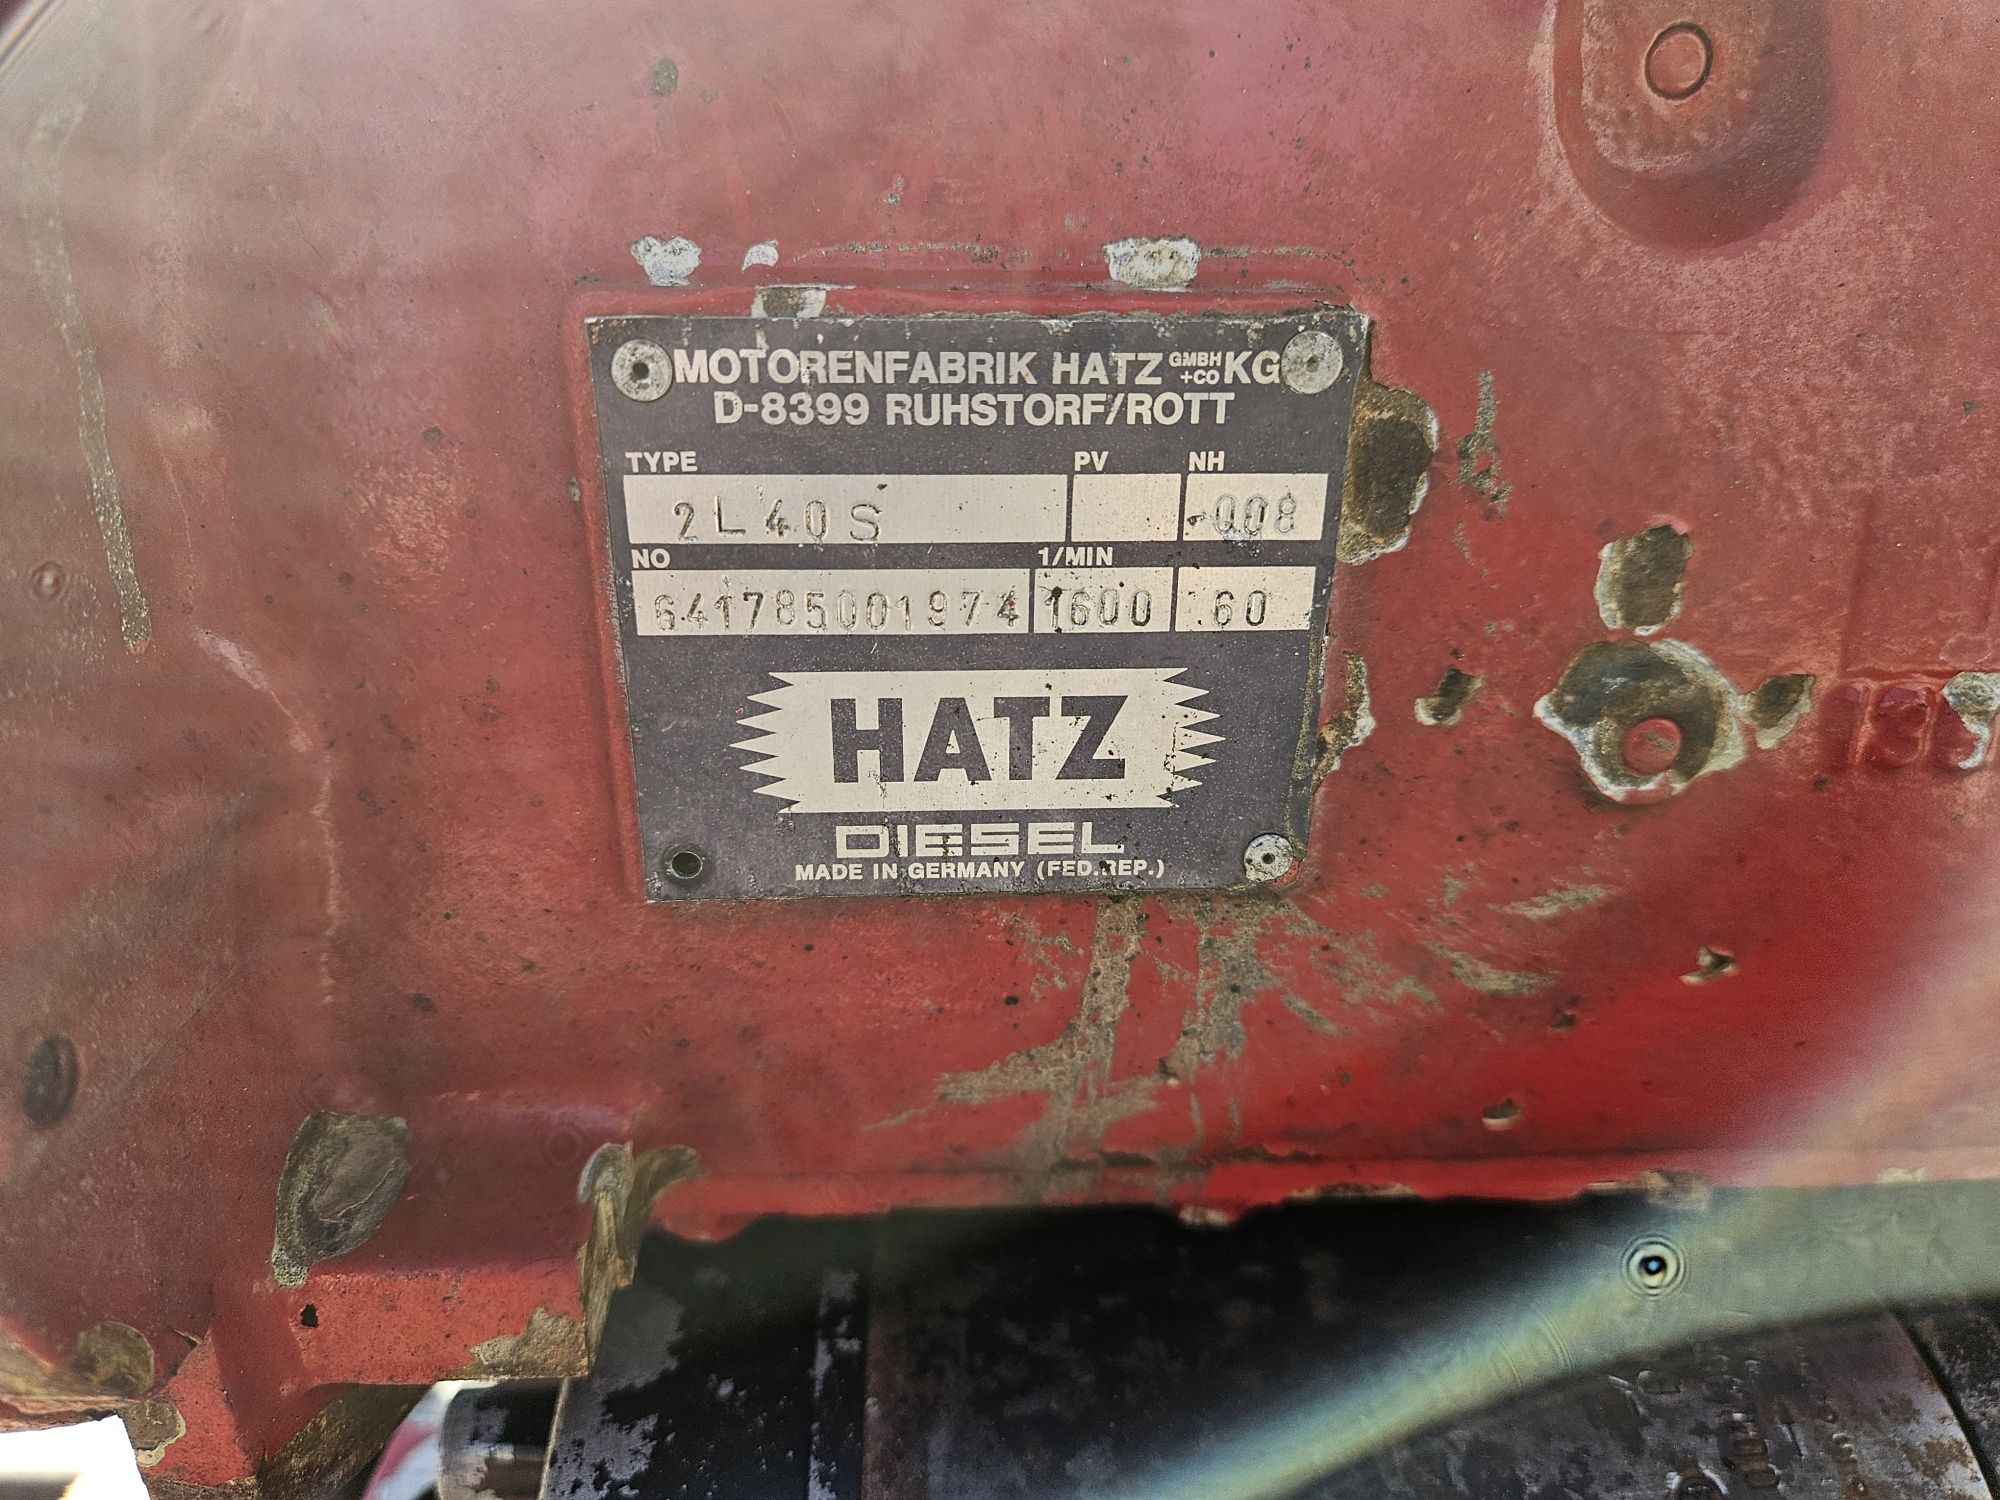 MOTORENFABRIK HATZ GMBH +CO KG
D-8399 RUHSTORF/ROTT
TYPE PV NH
2L40S -008
NO 1/MIN
641785001974 1600 60
HATZ
DIESEL
MADE IN GERMANY (FED.REP.)